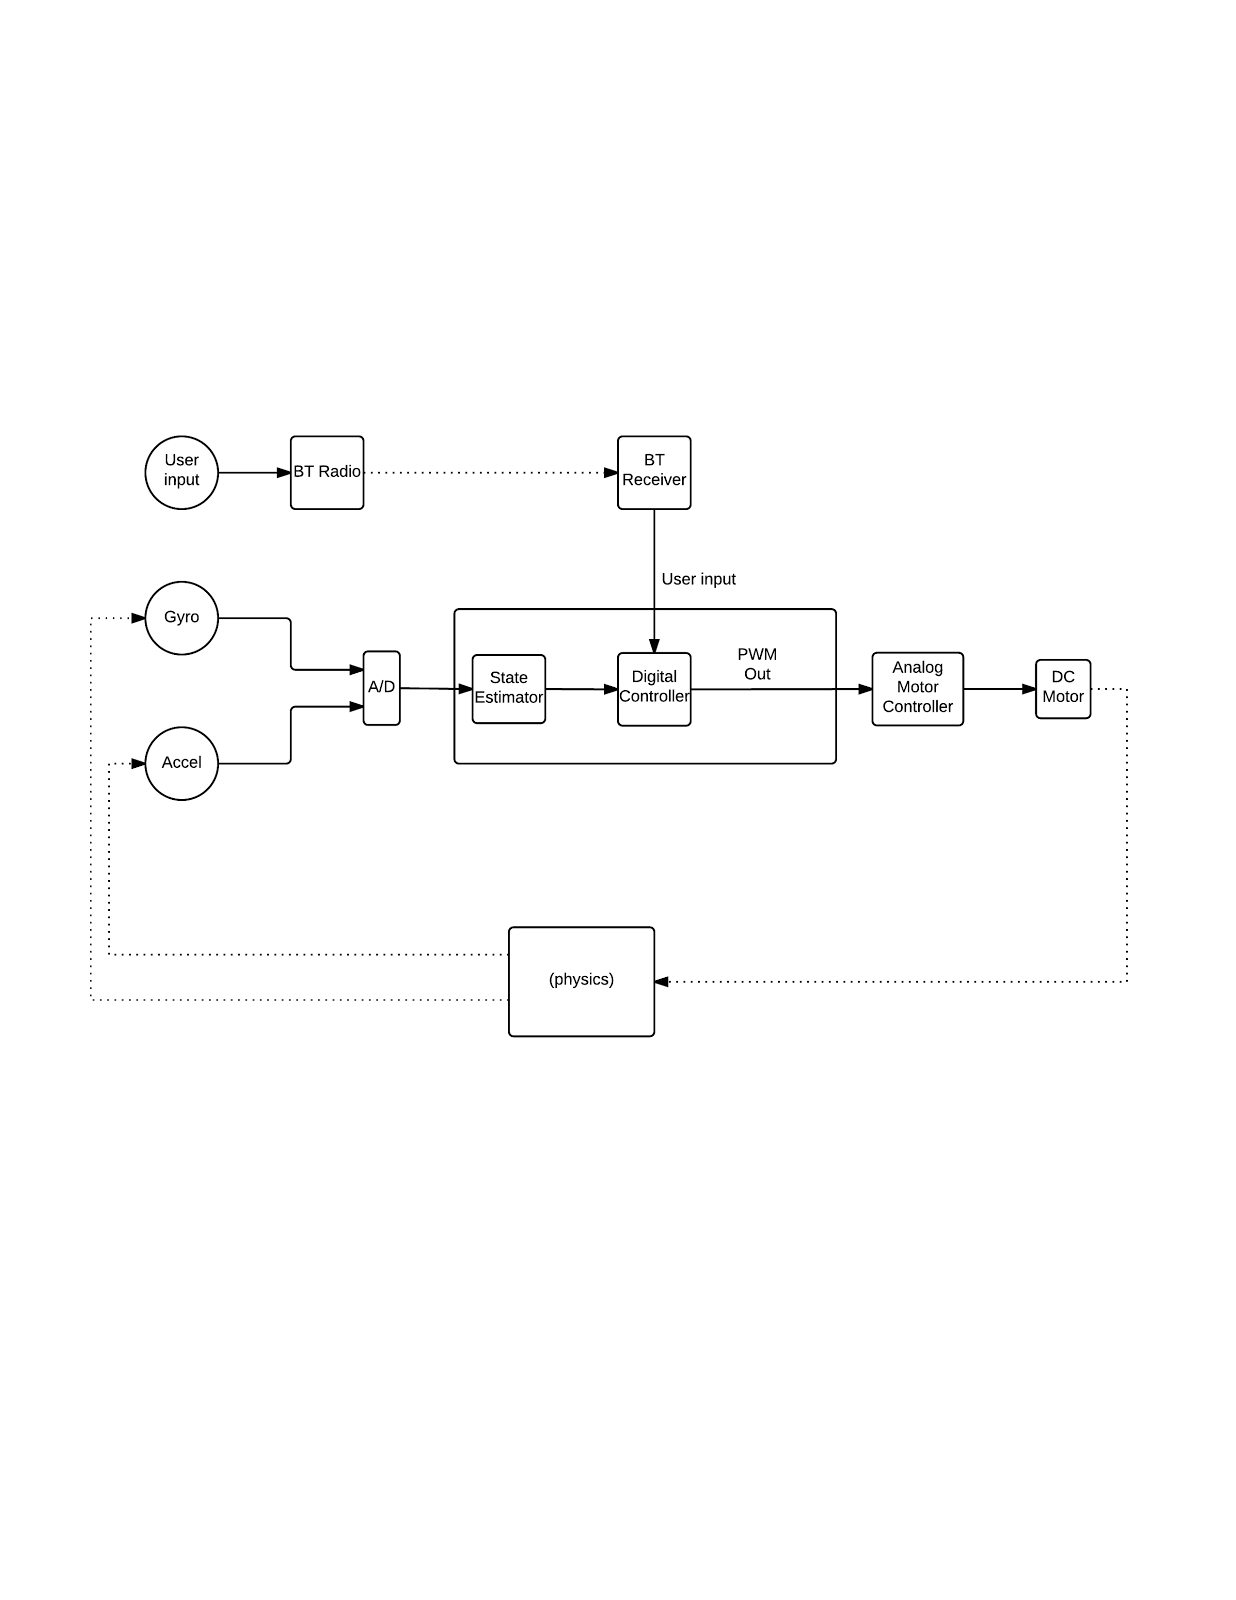 User
input
BT Radio
BT
Receiver
User input
Gyro
A/D
State
Estimator
Digital
Controller
PWM
Out
Analog
Motor
Controller
DC
Motor
Accel
(physics)